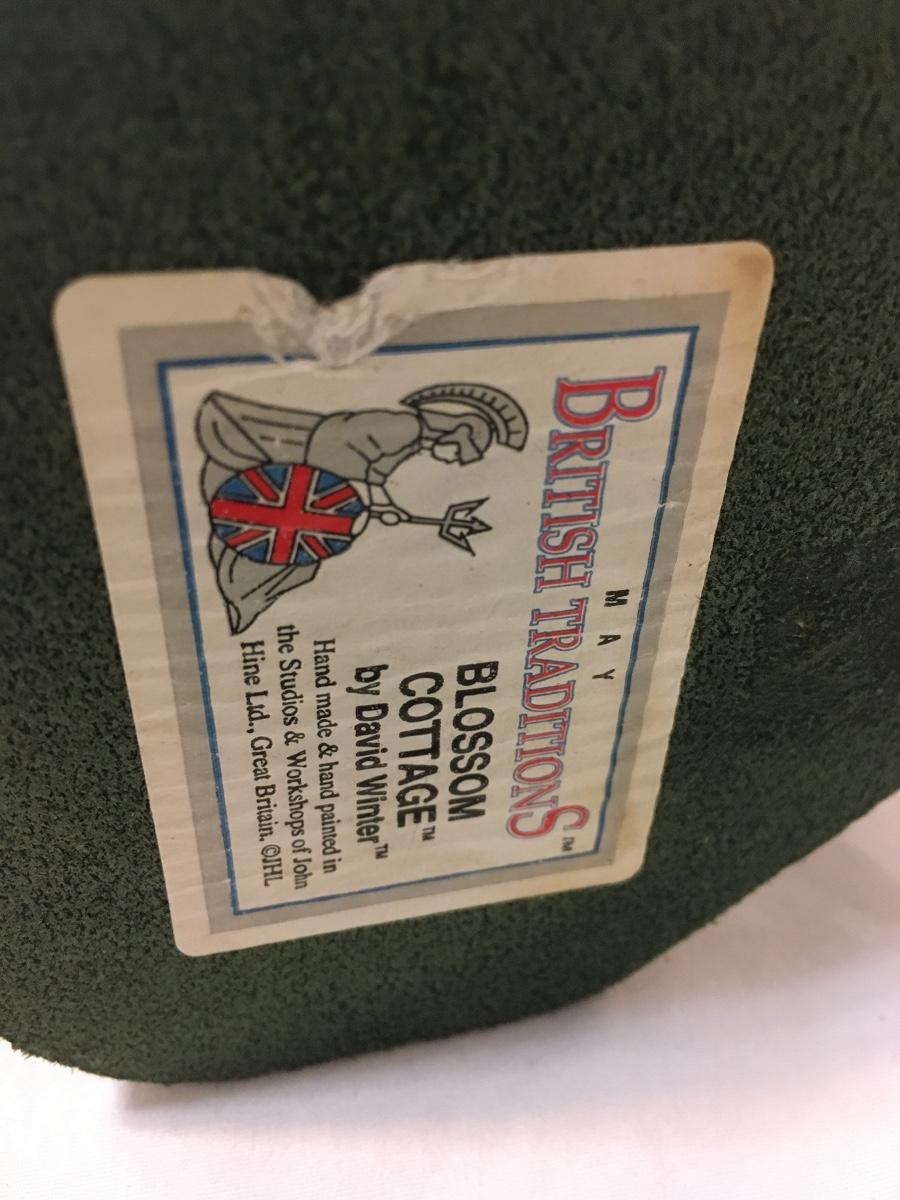 MAY
BRITISH TRADITIONS™
BLOSSOM
COTTAGE™
by David Winter™
Hand made & hand painted in
the Studios & Workshops of John
Hine Ltd., Great Britain. ©JHL